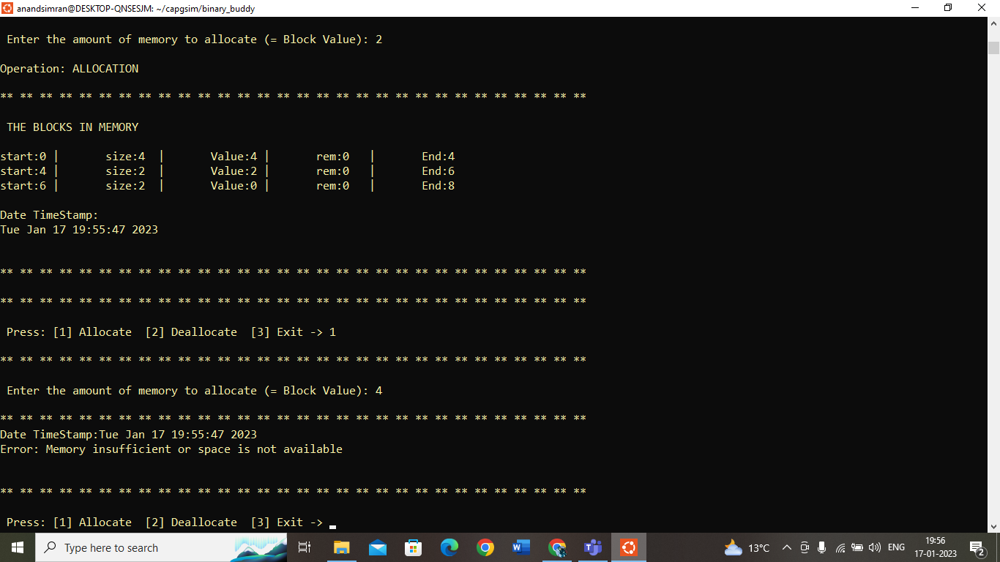 anandsimran@DESKTOP-QNSESJM: ~/capgsim/binary_buddy
Enter the amount of memory to allocate (= Block Value): 2
Operation: ALLOCATION
** ** ** ** ** ** ** ** ** ** ** ** ** ** ** ** ** ** ** ** ** ** ** ** ** ** ** ** ** **
THE BLOCKS IN MEMORY
start:0 | size:4 | Value:4 | rem:0 | End:4
start:4 | size:2 | Value:2 | rem:0 | End:6
start:6 | size:2 | Value:0 | rem:0 | End:8
Date TimeStamp:
Tue Jan 17 19:55:47 2023
** ** ** ** ** ** ** ** ** ** ** ** ** ** ** ** ** ** ** ** ** ** ** ** ** ** ** ** ** **
** ** ** ** ** ** ** ** ** ** ** ** ** ** ** ** ** ** ** ** ** ** ** ** ** ** ** ** ** **
Press: [1] Allocate [2] Deallocate [3] Exit -> 1
** ** ** ** ** ** ** ** ** ** ** ** ** ** ** ** ** ** ** ** ** ** ** ** ** ** ** ** ** **
Enter the amount of memory to allocate (= Block Value): 4
** ** ** ** ** ** ** ** ** ** ** ** ** ** ** ** ** ** ** ** ** ** ** ** ** ** ** ** ** **
Date TimeStamp:Tue Jan 17 19:55:47 2023
Error: Memory insufficient or space is not available
** ** ** ** ** ** ** ** ** ** ** ** ** ** ** ** ** ** ** ** ** ** ** ** ** ** ** ** ** **
Press: [1] Allocate [2] Deallocate [3] Exit ->
Type here to search
13°C
ENG
19:56
17-01-2023
2